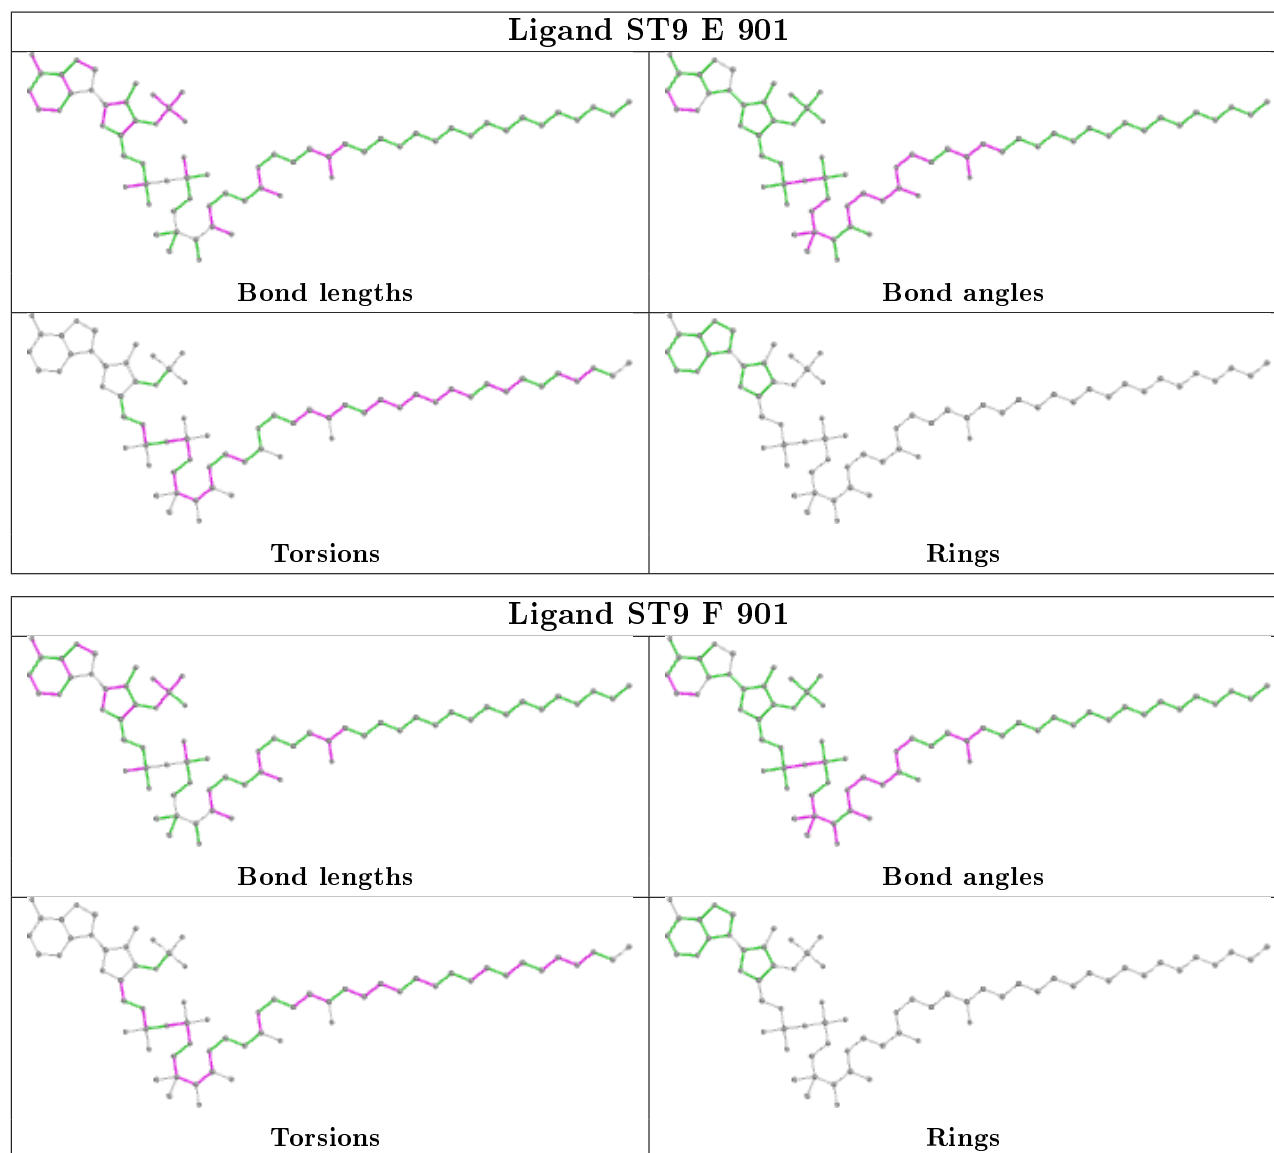 Ligand ST9 E 901
Bond lengths
Bond angles
Torsions
Rings
Ligand ST9 F 901
Bond lengths
Bond angles
Torsions
Rings